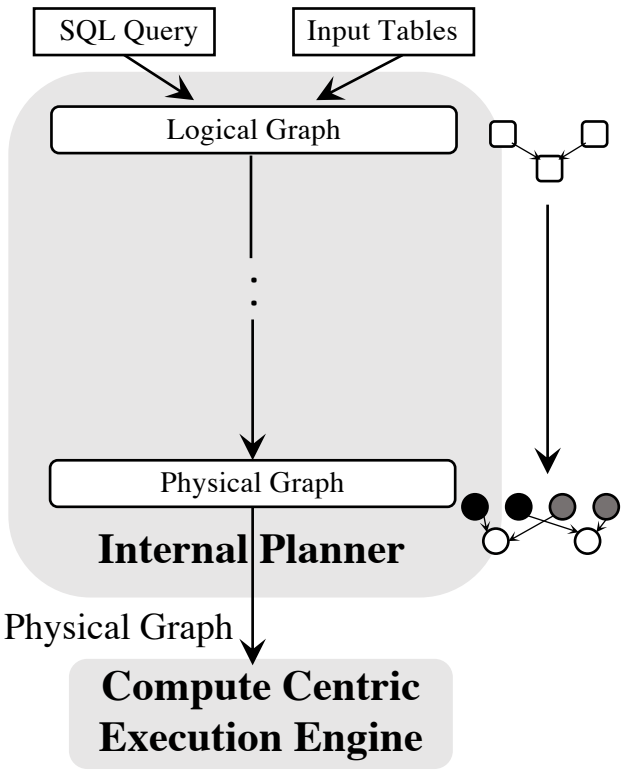 SQL Query
Input Tables
Logical Graph
Physical Graph
Internal Planner
Physical Graph
Compute Centric
Execution Engine